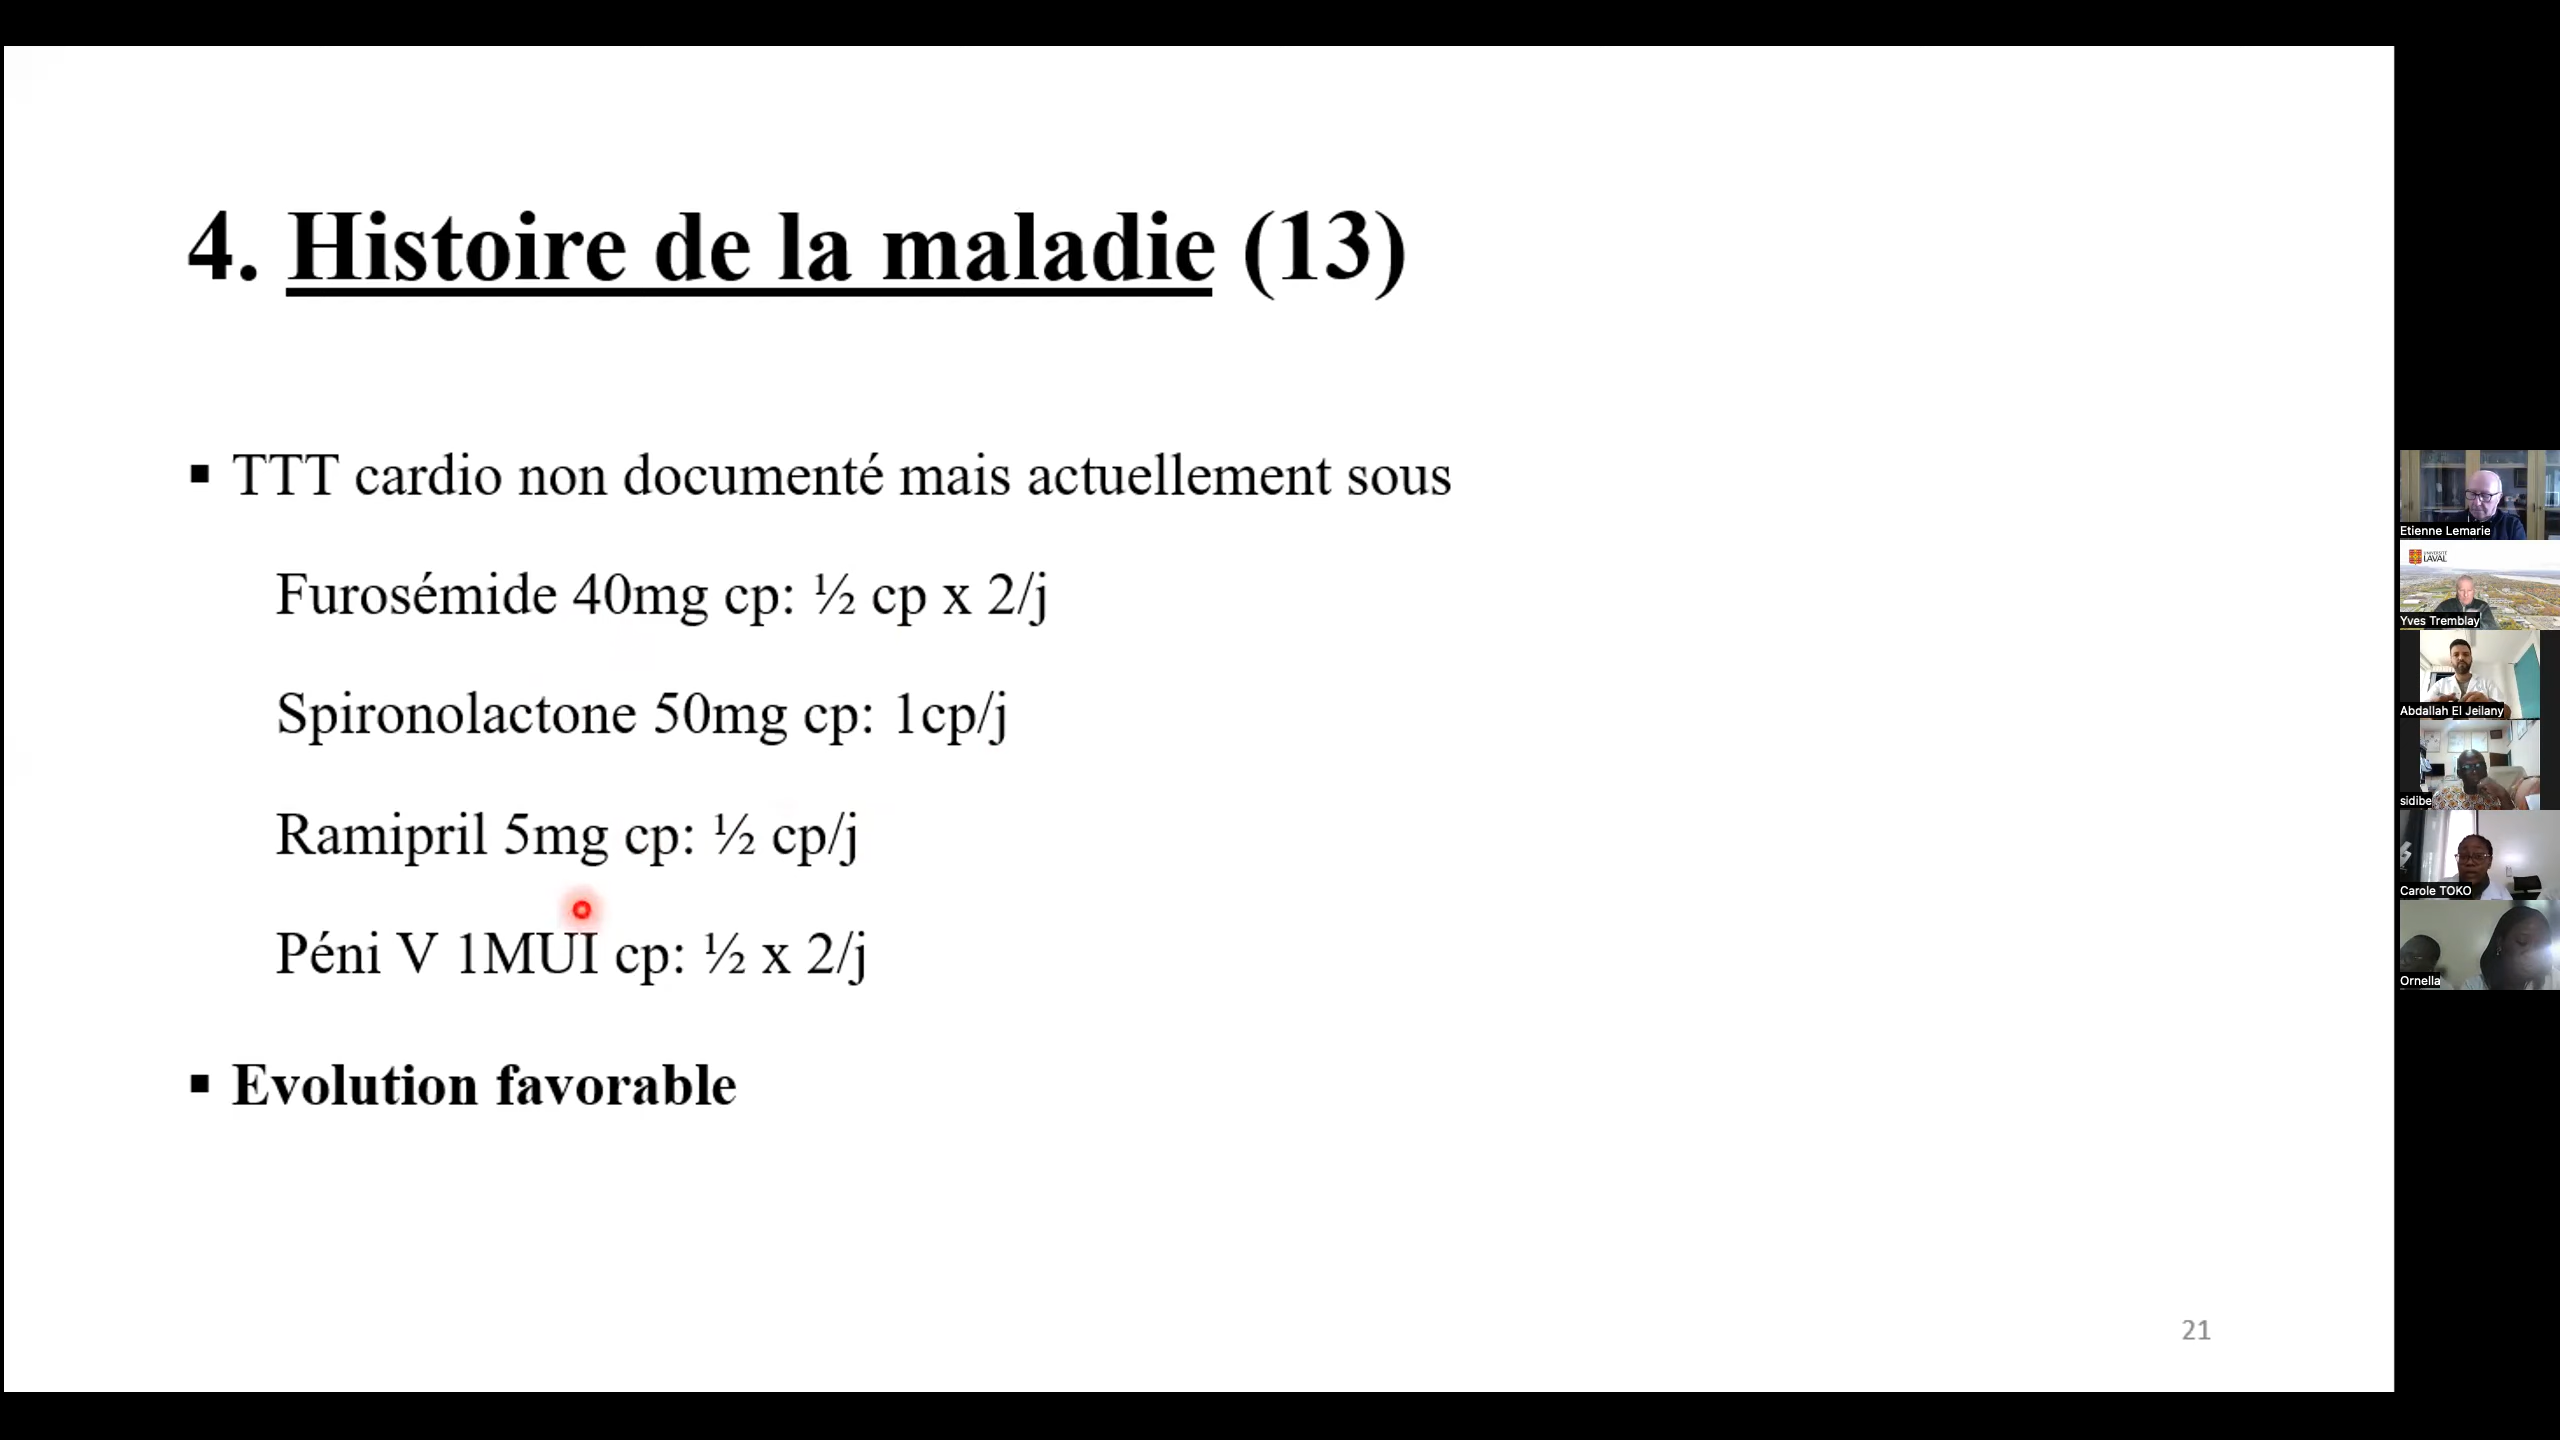 4. Histoire de la maladie (13)
▪ TTT cardio non documenté mais actuellement sous
Furosémide 40mg cp: ½ cp x 2/j
Spironolactone 50mg cp: 1cp/j
Ramipril 5mg cp: ½ cp/j
Péni V 1MUI cp: ½ x 2/j
▪ Evolution favorable
21
Etienne Lemarie
UNIVERSITÉ
LAVAL
Yves Tremblay
Abdallah El Jeilany
sidibe
Carole TOKO
Ornella